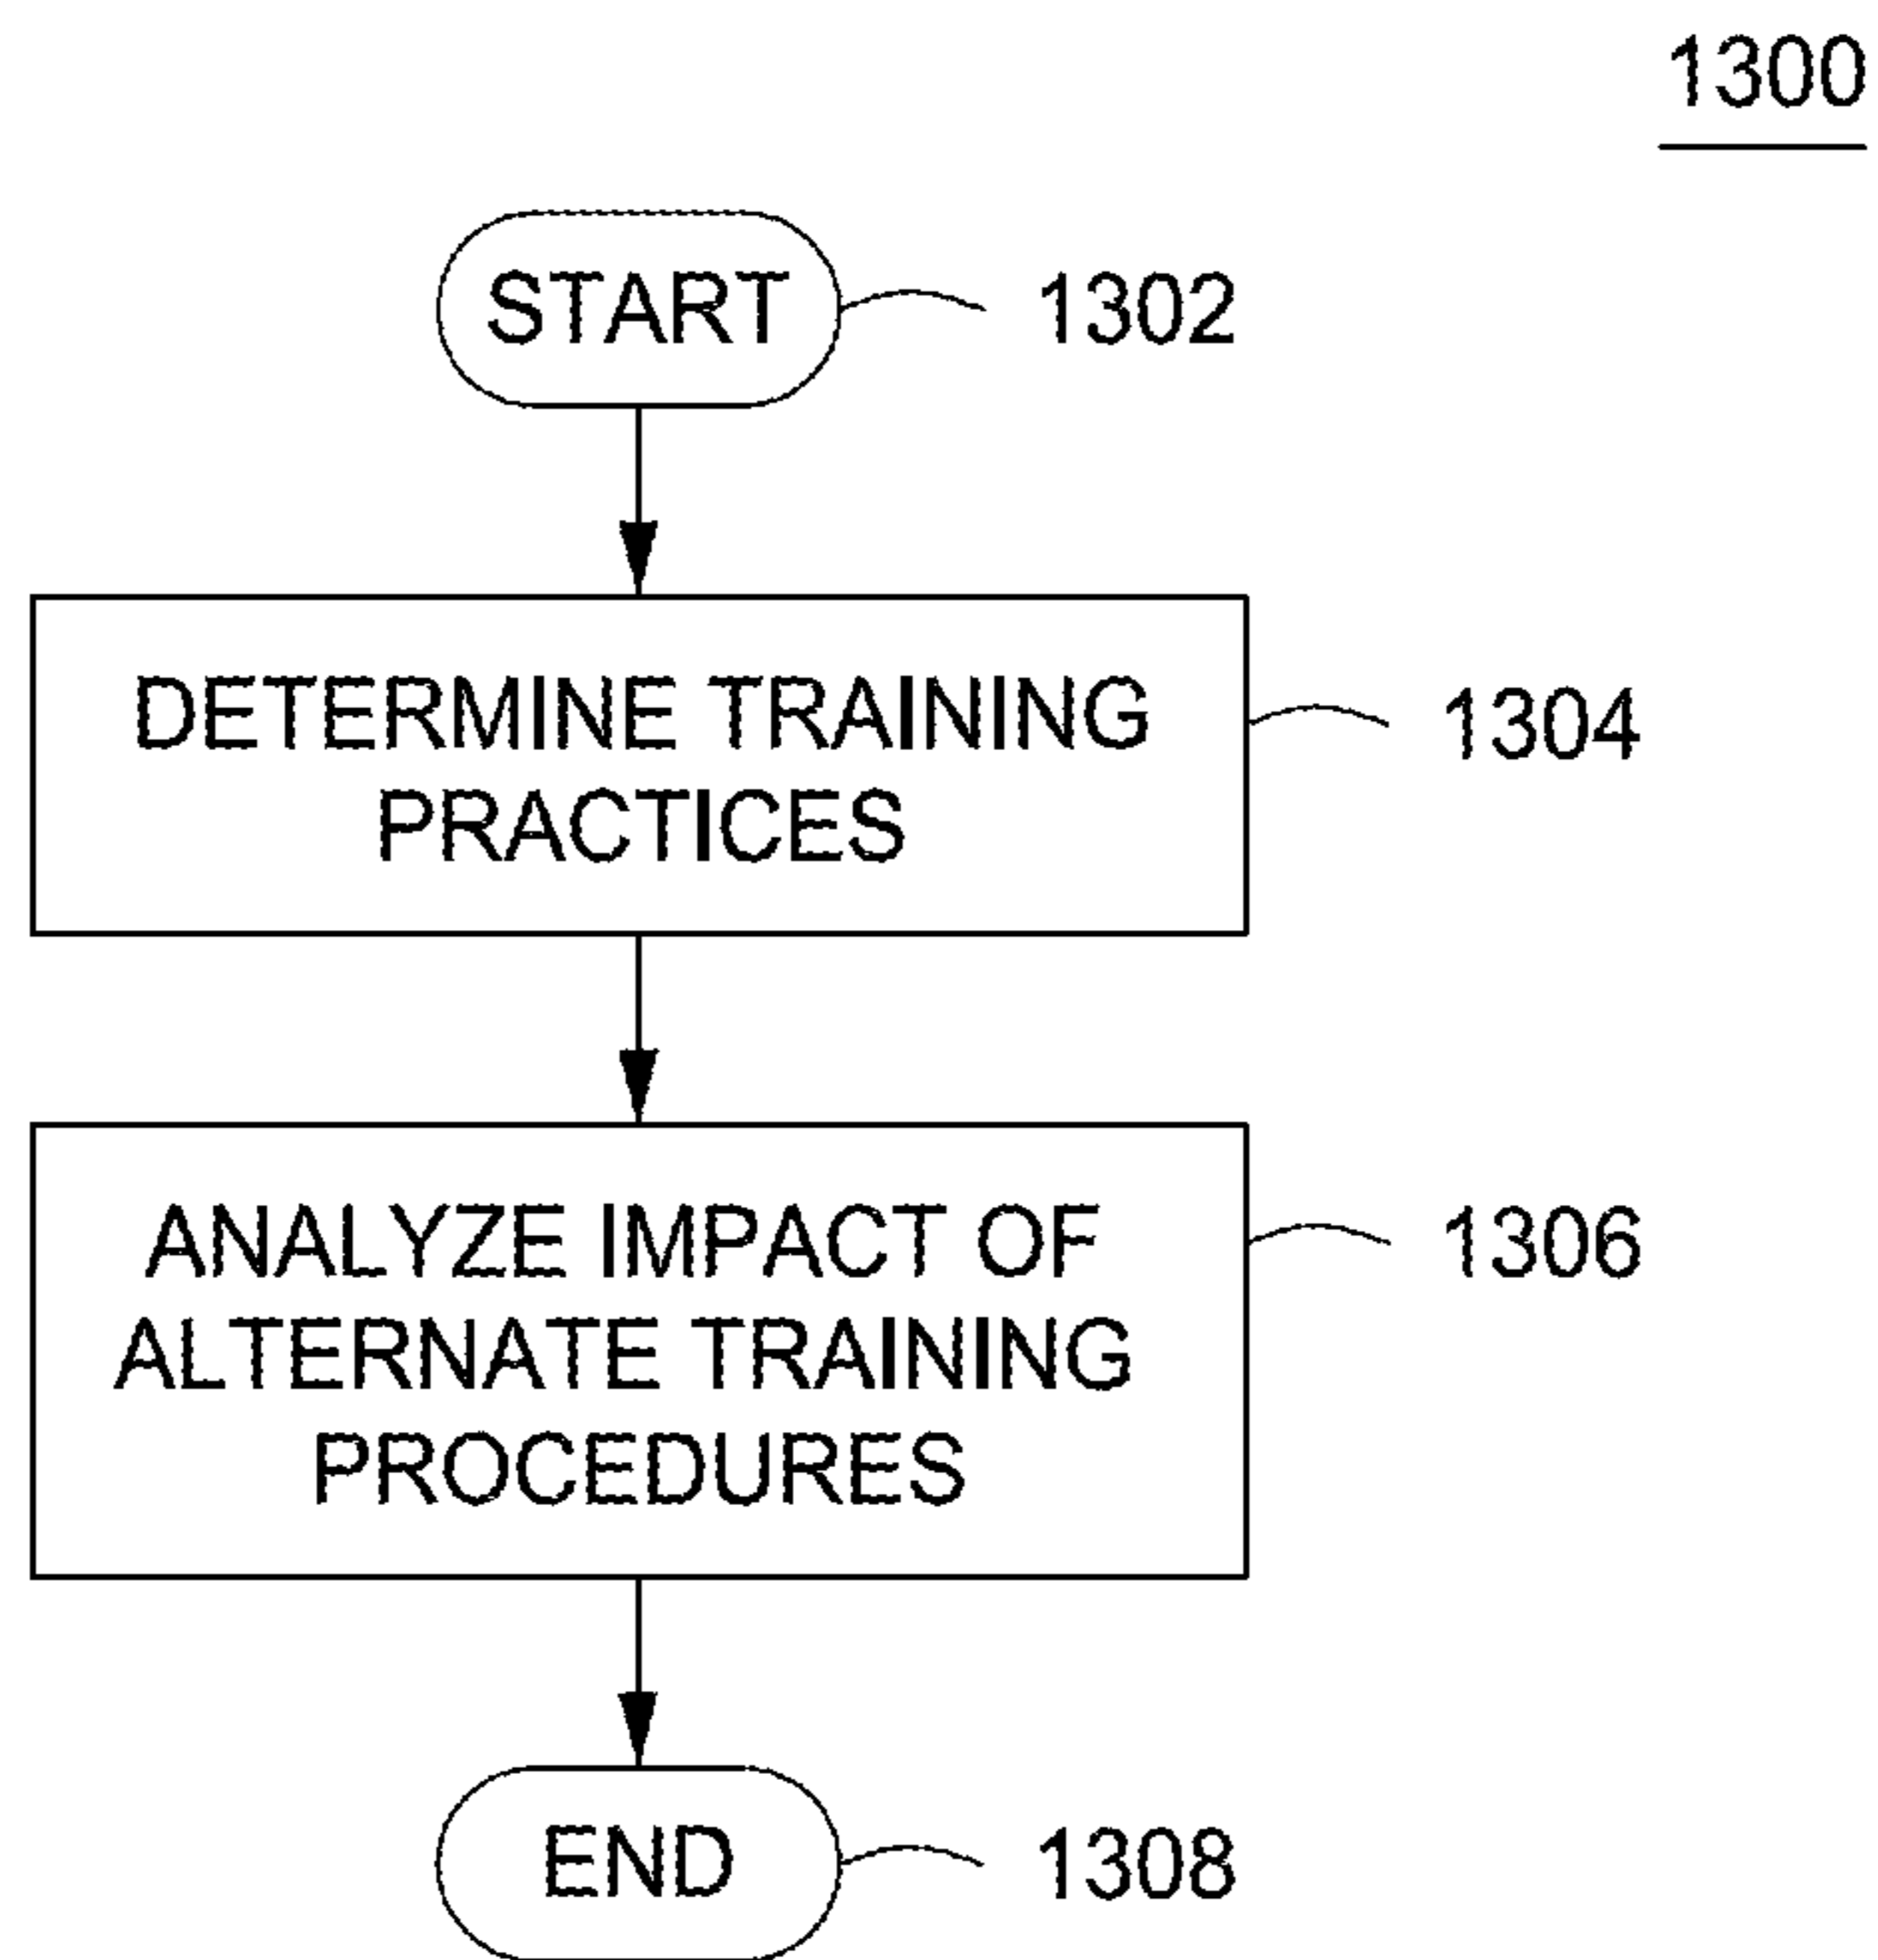 1300
START
1302
DETERMINE TRAINING
PRACTICES
1304
ANALYZE IMPACT OF
ALTERNATE TRAINING
PROCEDURES
1306
END
1308